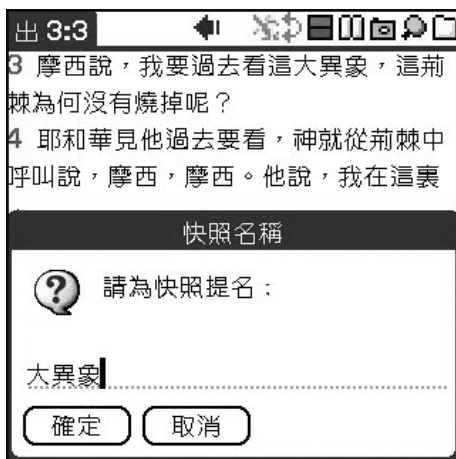 出 3:3
3 摩西說，我要過去看這大異象，這荊
棘為何沒有燒掉呢？
4 耶和華見他過去要看，神就從荊棘中
呼叫說，摩西，摩西。他說，我在這裏
快照名稱
請為快照提名：
大異象
確定 取消